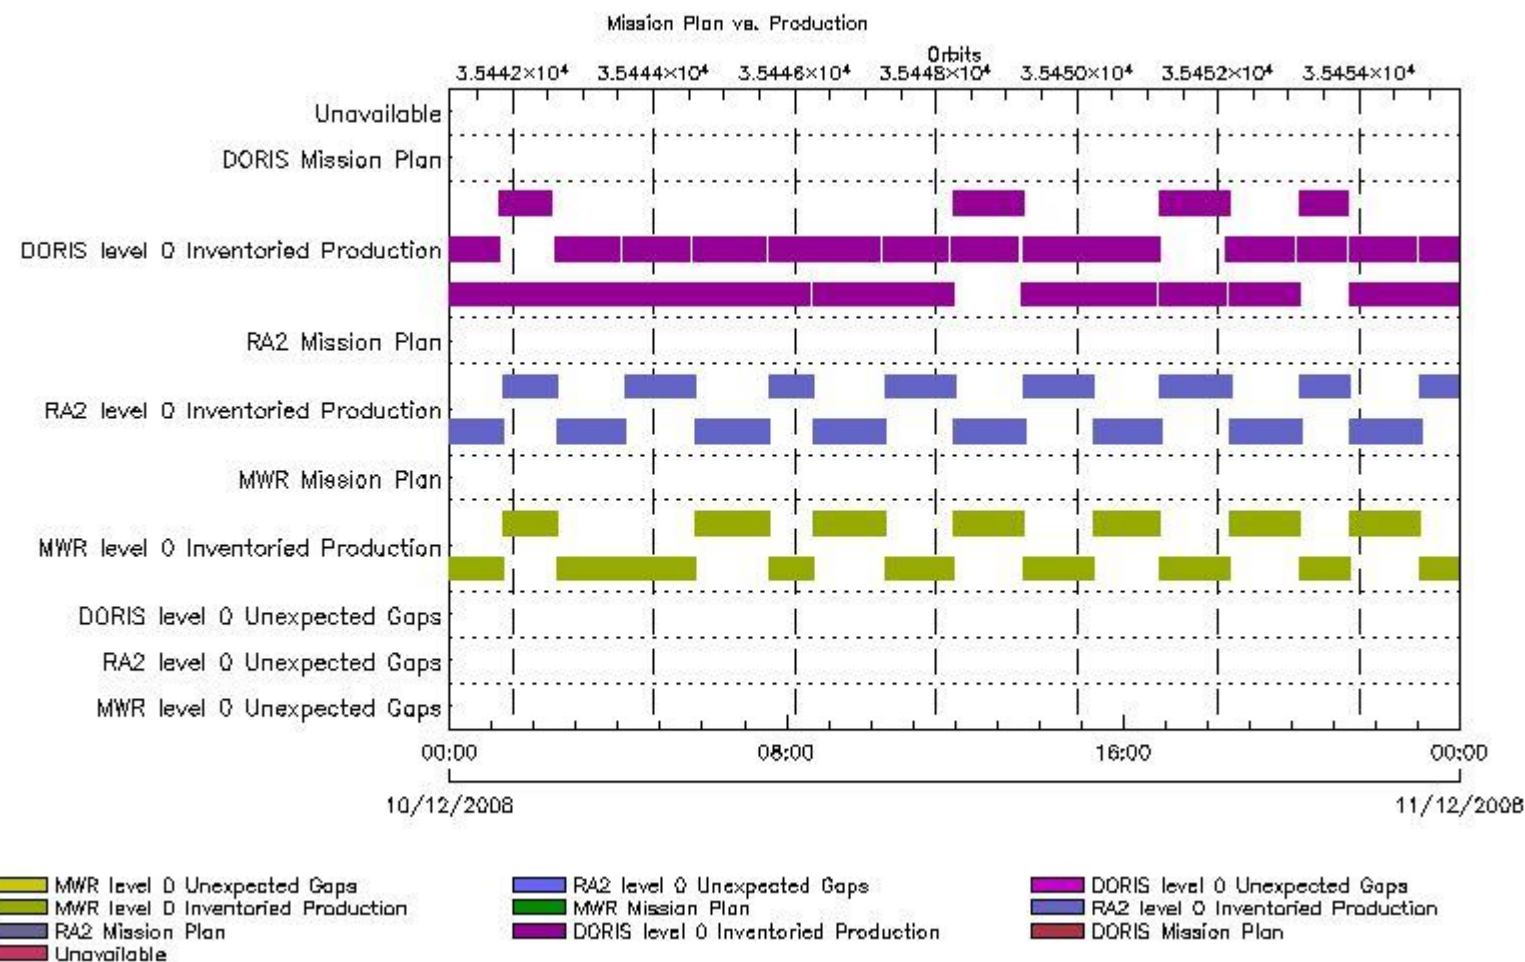 Mission Plan vs. Production
Orbits
3.5442×10⁴ 3.5444×10⁴ 3.5446×10⁴ 3.5448×10⁴ 3.5450×10⁴ 3.5452×10⁴ 3.5454×10⁴
Unavailable
DORIS Mission Plan
DORIS level 0 Inventoried Production
RA2 Mission Plan
RA2 level 0 Inventoried Production
MWR Mission Plan
MWR level 0 Inventoried Production
DORIS level 0 Unexpected Gaps
RA2 level 0 Unexpected Gaps
MWR level 0 Unexpected Gaps
00:00 08:00 16:00 00:00
10/12/2008 11/12/2008
MWR level 0 Unexpected Gaps RA2 level 0 Unexpected Gaps DORIS level 0 Unexpected Gaps
MWR level 0 Inventoried Production MWR Mission Plan RA2 level 0 Inventoried Production
RA2 Mission Plan DORIS level 0 Inventoried Production DORIS Mission Plan
Unavailable